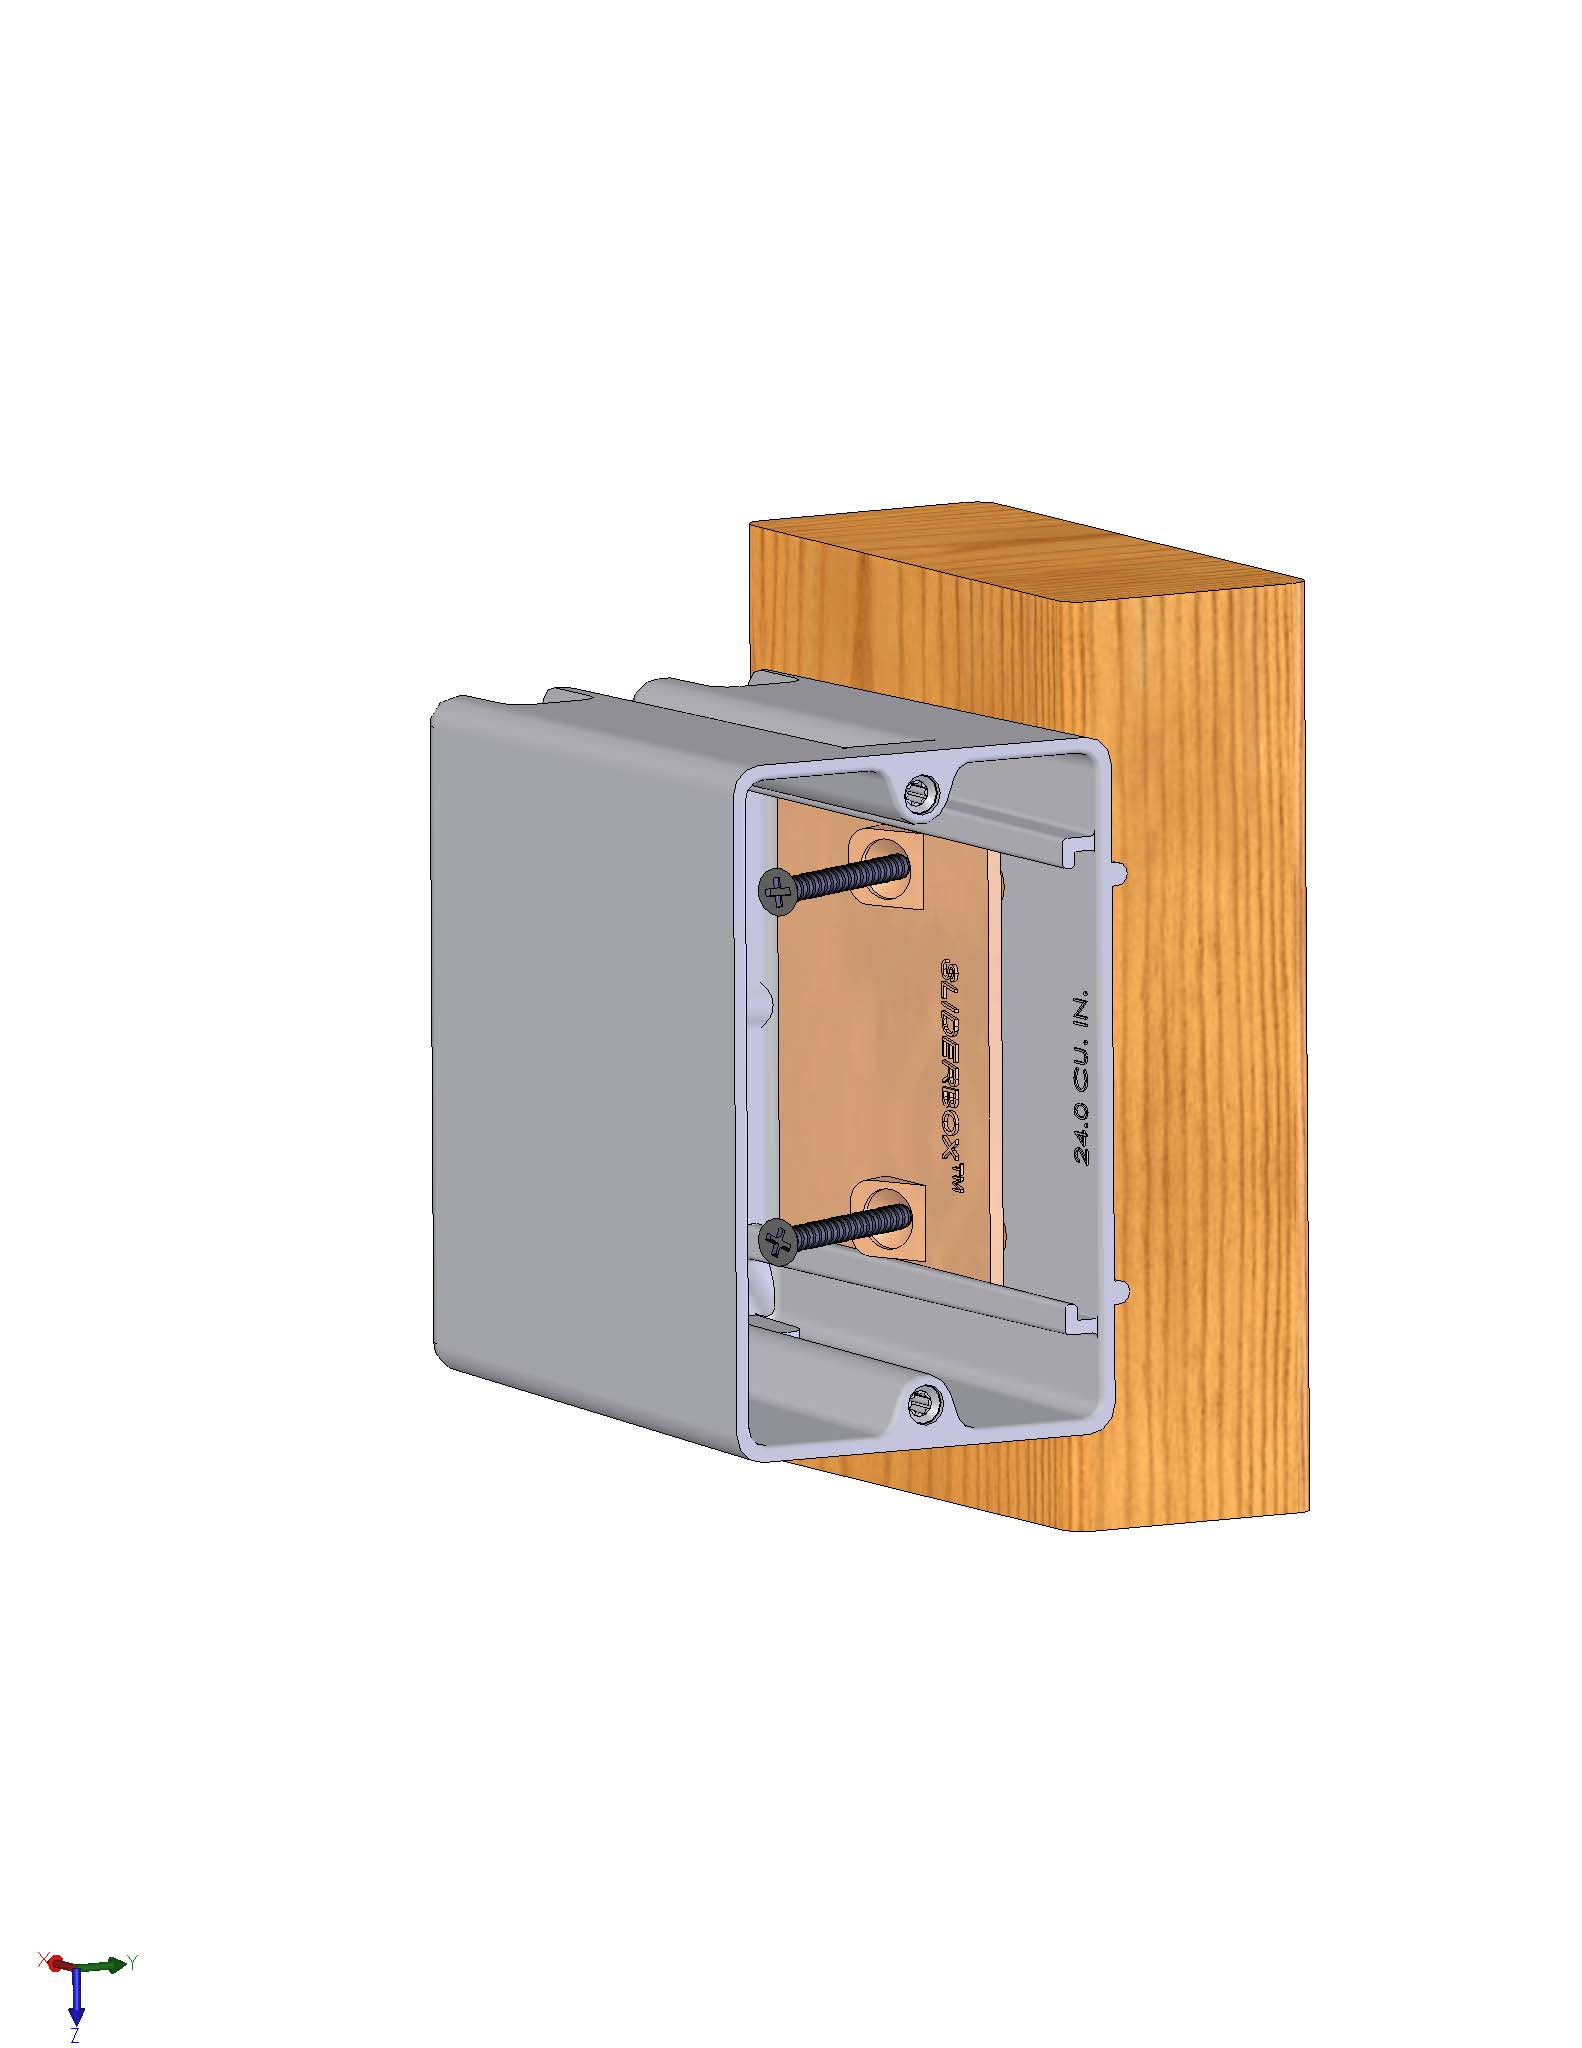 SLIDERBOX™
24.0 CU. IN.
X
Y
Z